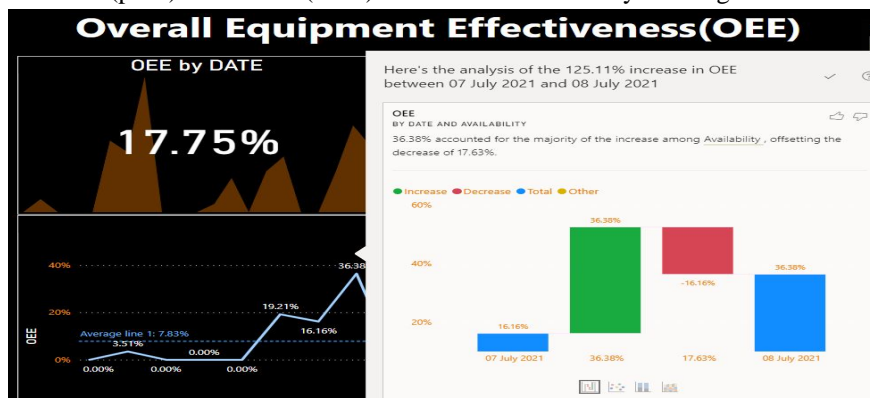 Overall Equipment Effectiveness(OEE)
OEE by DATE
17.75%
40%
20%
0%
OEE
Average line 1: 7.83%
0.00%
3.51%
0.00%
0.00%
0.00%
19.21%
16.16%
Here's the analysis of the 125.11% increase in OEE
between 07 July 2021 and 08 July 2021
OEE
BY DATE AND AVAILABILITY
36.38% accounted for the majority of the increase among Availability , offsetting the
decrease of 17.63%.
Increase Decrease Total Other
60%
40%
20%
16.16%
36.38%
-16.16%
36.38%
07 July 2021 36.38% 17.63% 08 July 2021